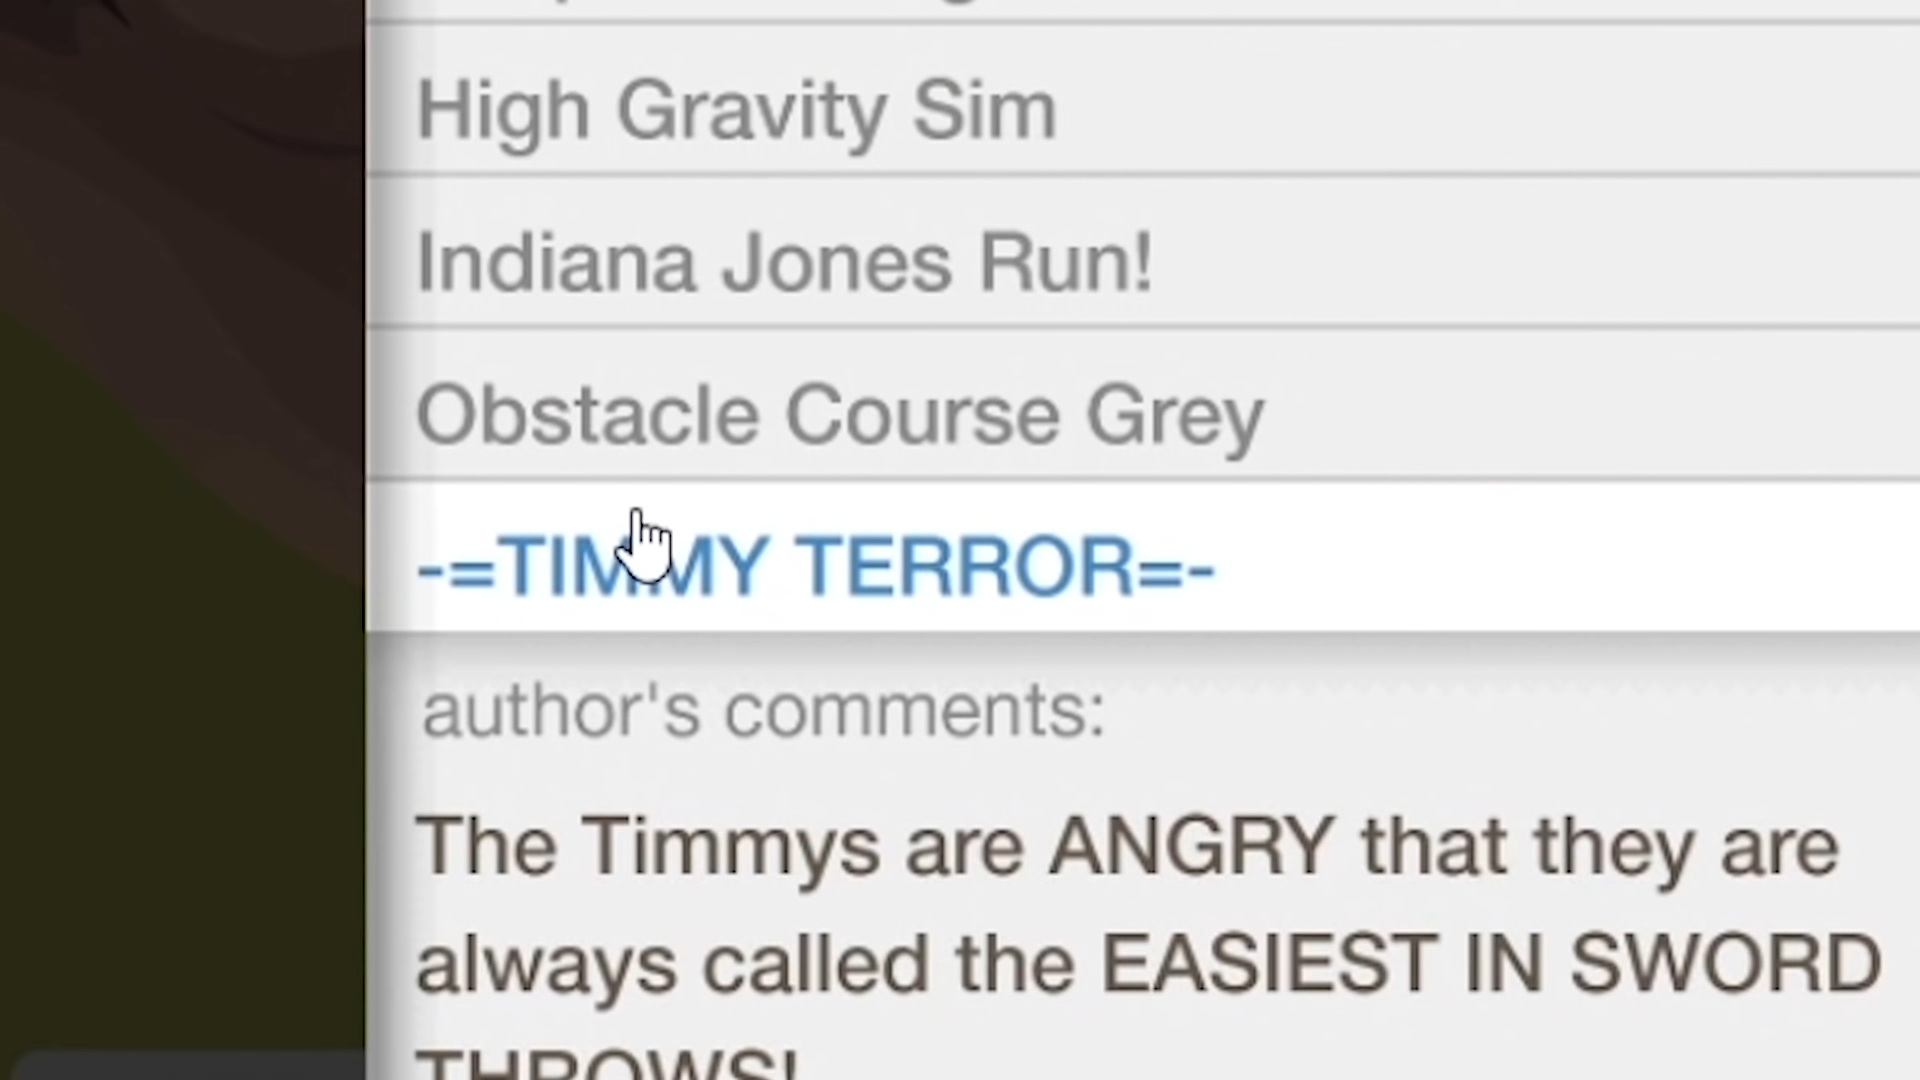 High Gravity Sim
Indiana Jones Run!
Obstacle Course Grey
-=TIMMY TERROR=-
author's comments:
The Timmys are ANGRY that they are
always called the EASIEST IN SWORD
THROWS!